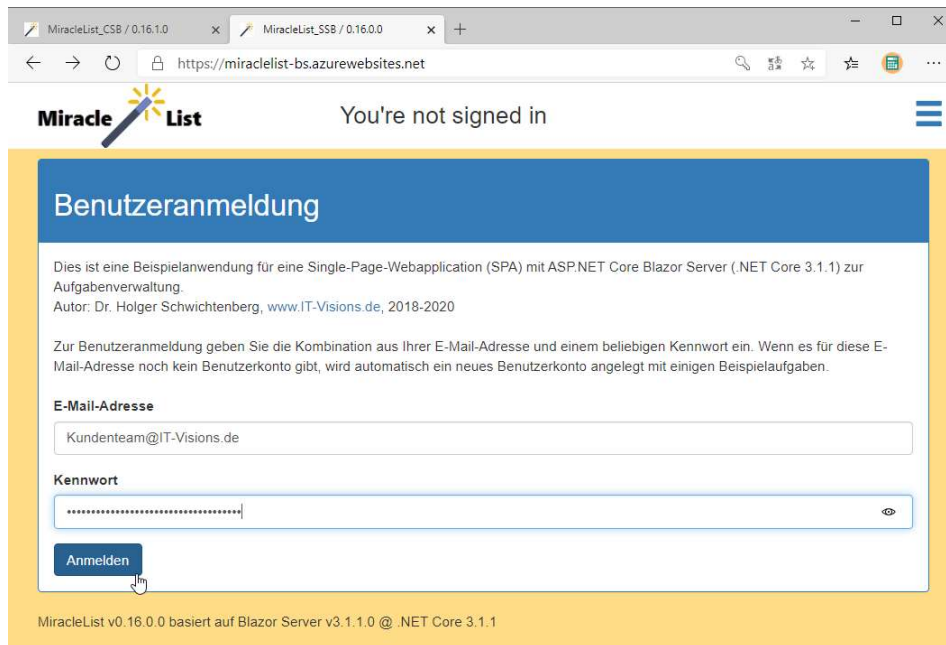 MiracleList_CSB / 0.16.1.0
MiracleList_SSB / 0.16.0.0
https://miraclelist-bs.azurewebsites.net
Miracle List
You're not signed in
Benutzeranmeldung
Dies ist eine Beispielanwendung für eine Single-Page-Webapplication (SPA) mit ASP.NET Core Blazor Server (.NET Core 3.1.1) zur
Aufgabenverwaltung.
Autor: Dr. Holger Schwichtenberg, www.IT-Visions.de, 2018-2020
Zur Benutzeranmeldung geben Sie die Kombination aus Ihrer E-Mail-Adresse und einem beliebigen Kennwort ein. Wenn es für diese E-
Mail-Adresse noch kein Benutzerkonto gibt, wird automatisch ein neues Benutzerkonto angelegt mit einigen Beispielaufgaben.
E-Mail-Adresse
Kundenteam@IT-Visions.de
Kennwort
Anmelden
MiracleList v0.16.0.0 basiert auf Blazor Server v3.1.1.0 @ .NET Core 3.1.1